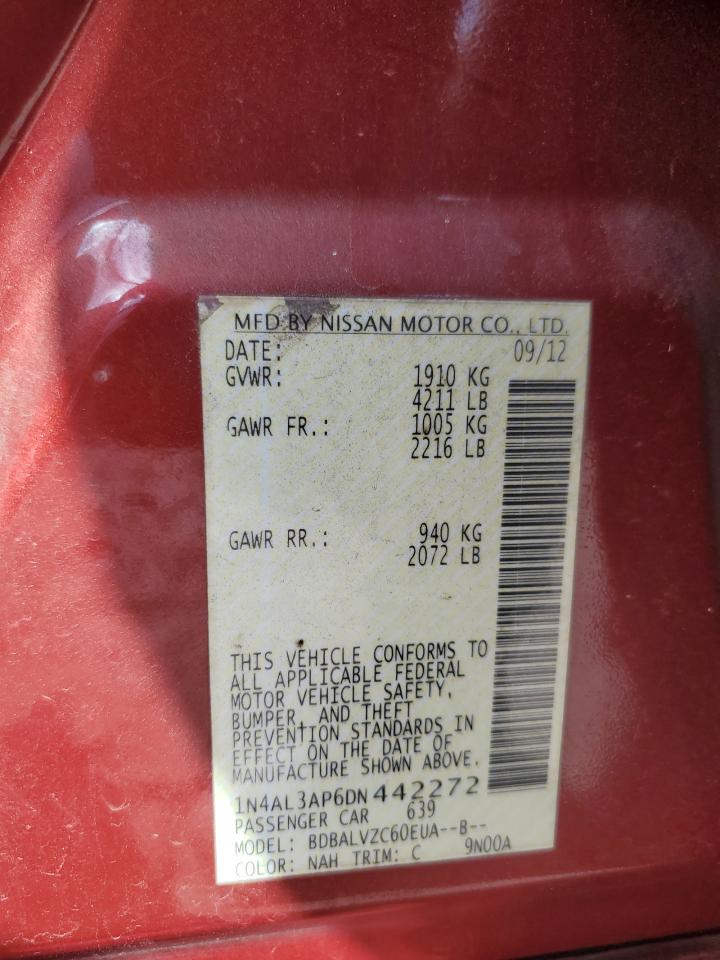 MFD BY NISSAN MOTOR CO., LTD.
DATE: 09/12
GVWR: 1910 KG
4211 LB
GAWR FR.: 1005 KG
2216 LB
GAWR RR.: 940 KG
2072 LB
THIS VEHICLE CONFORMS TO
ALL APPLICABLE FEDERAL
MOTOR VEHICLE SAFETY,
BUMPER, AND THEFT
PREVENTION STANDARDS IN
EFFECT ON THE DATE OF
MANUFACTURE SHOWN ABOVE.
1N4AL3AP6DN442272
PASSENGER CAR 639
MODEL: BDBALVZC60EUA--B--
COLOR: NAH TRIM: C 9N00A